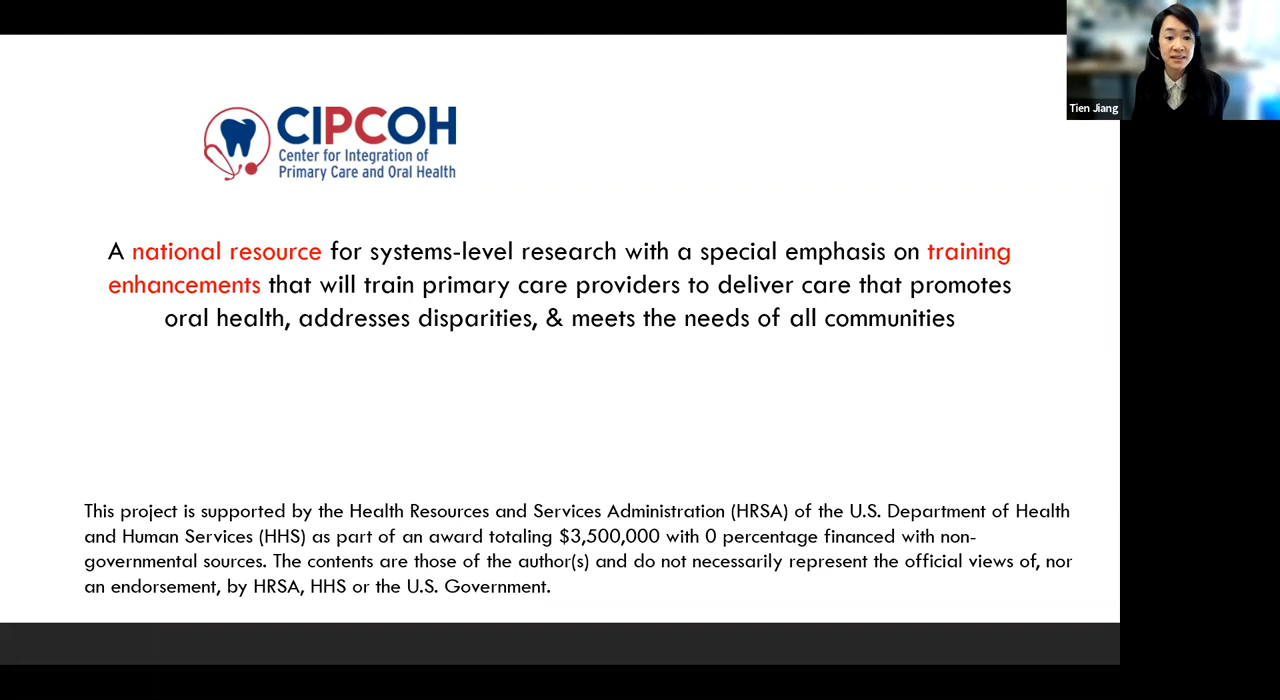 CIPCOH
Center for Integration of
Primary Care and Oral Health
Tien Jiang
A national resource for systems-level research with a special emphasis on training
enhancements that will train primary care providers to deliver care that promotes
oral health, addresses disparities, & meets the needs of all communities
This project is supported by the Health Resources and Services Administration (HRSA) of the U.S. Department of Health
and Human Services (HHS) as part of an award totaling $3,500,000 with 0 percentage financed with non-
governmental sources. The contents are those of the author(s) and do not necessarily represent the official views of, nor
an endorsement, by HRSA, HHS or the U.S. Government.